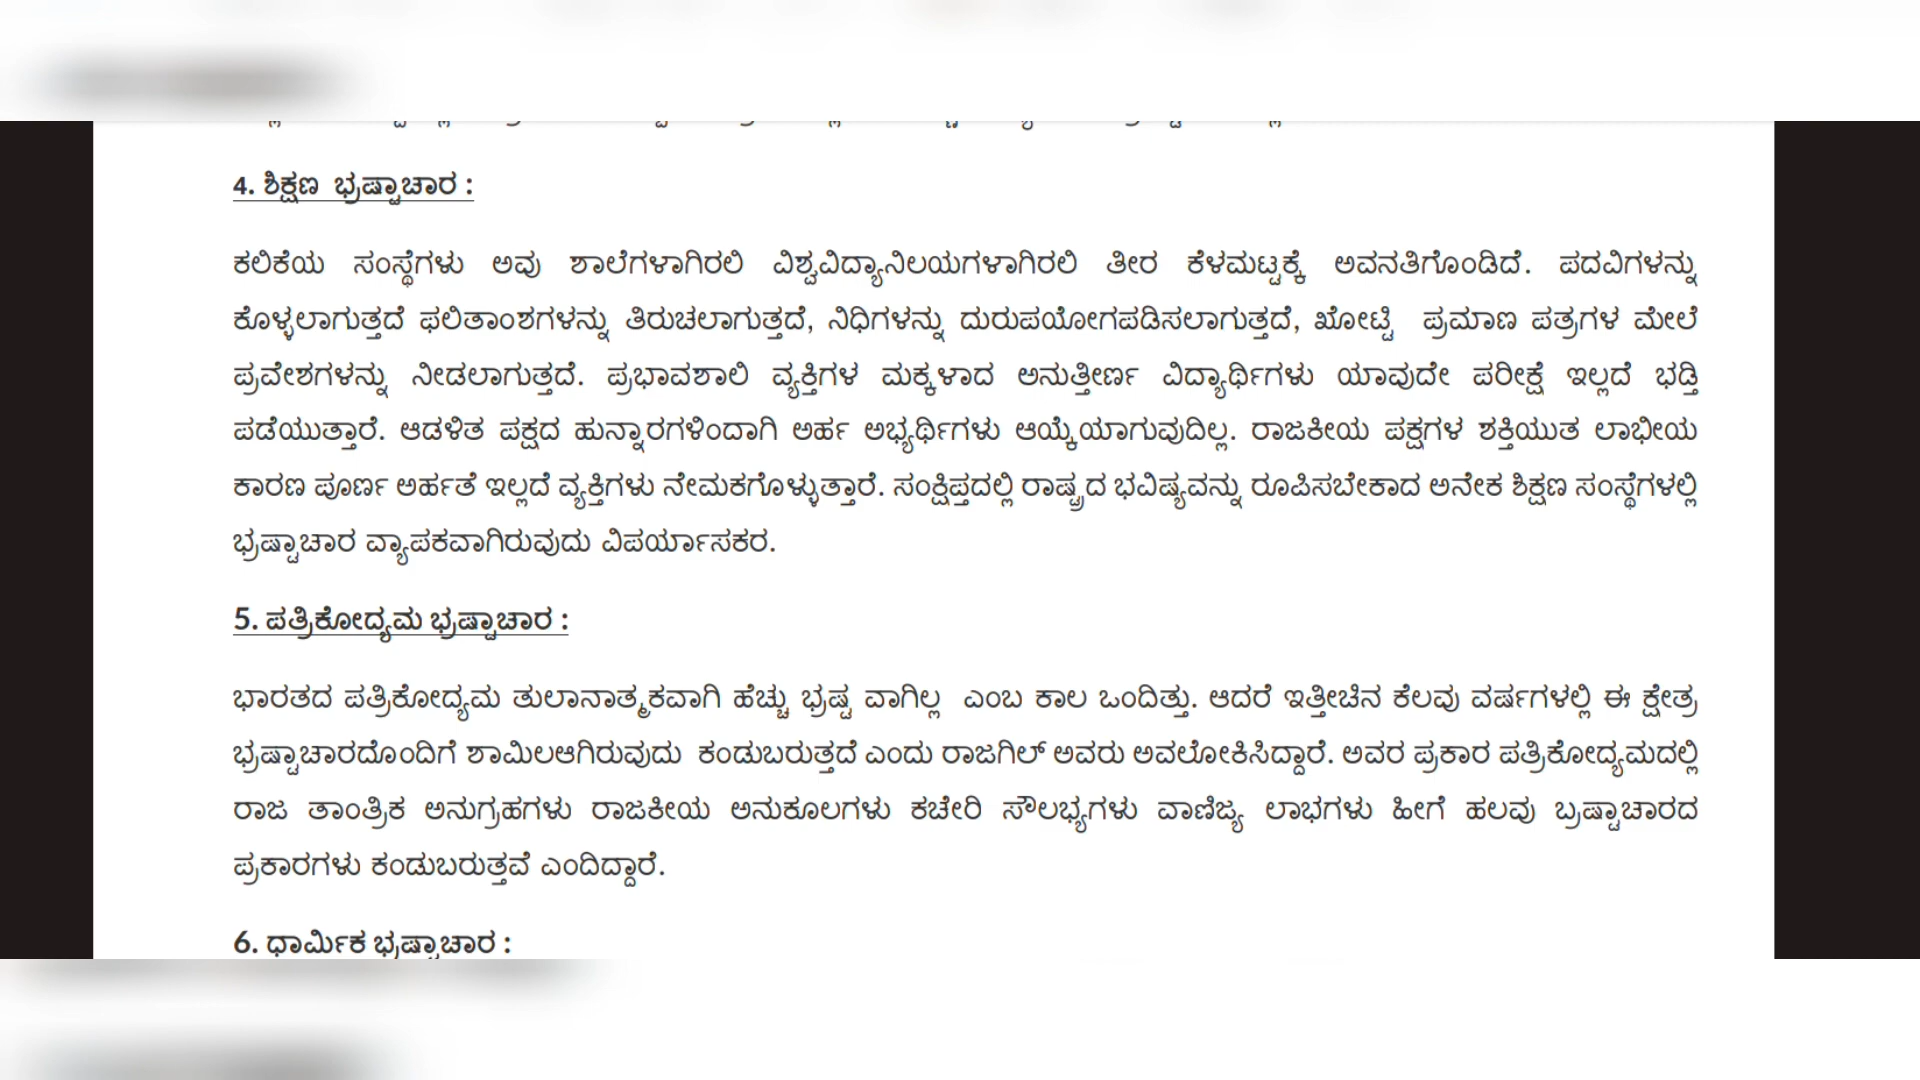 4. ಶಿಕ್ಷಣ ಭ್ರಷ್ಟಾಚಾರ :
ಕಲಿಕೆಯ ಸಂಸ್ಥೆಗಳು ಅವು ಶಾಲೆಗಳಾಗಿರಲಿ ವಿಶ್ವವಿದ್ಯಾನಿಲಯಗಳಾಗಿರಲಿ ತೀರ ಕೆಳಮಟ್ಟಕ್ಕೆ ಅವನತಿಗೊಂಡಿದೆ. ಪದವಿಗಳನ್ನು
ಕೊಳ್ಳಲಾಗುತ್ತದೆ ಫಲಿತಾಂಶಗಳನ್ನು ತಿರುಚಲಾಗುತ್ತದೆ, ನಿಧಿಗಳನ್ನು ದುರುಪಯೋಗಪಡಿಸಲಾಗುತ್ತದೆ, ಖೋಟ್ಟಿ ಪ್ರಮಾಣ ಪತ್ರಗಳ ಮೇಲೆ
ಪ್ರವೇಶಗಳನ್ನು ನೀಡಲಾಗುತ್ತದೆ. ಪ್ರಭಾವಶಾಲಿ ವ್ಯಕ್ತಿಗಳ ಮಕ್ಕಳಾದ ಅನುತ್ತೀರ್ಣ ವಿದ್ಯಾರ್ಥಿಗಳು ಯಾವುದೇ ಪರೀಕ್ಷೆ ಇಲ್ಲದೆ ಭಡ್ತಿ
ಪಡೆಯುತ್ತಾರೆ. ಆಡಳಿತ ಪಕ್ಷದ ಹುನ್ನಾರಗಳಿಂದಾಗಿ ಅರ್ಹ ಅಭ್ಯರ್ಥಿಗಳು ಆಯ್ಕೆಯಾಗುವುದಿಲ್ಲ. ರಾಜಕೀಯ ಪಕ್ಷಗಳ ಶಕ್ತಿಯುತ ಲಾಭೀಯ
ಕಾರಣ ಪೂರ್ಣ ಅರ್ಹತೆ ಇಲ್ಲದೆ ವ್ಯಕ್ತಿಗಳು ನೇಮಕಗೊಳ್ಳುತ್ತಾರೆ. ಸಂಕ್ಷಿಪ್ತದಲ್ಲಿ ರಾಷ್ಟ್ರದ ಭವಿಷ್ಯವನ್ನು ರೂಪಿಸಬೇಕಾದ ಅನೇಕ ಶಿಕ್ಷಣ ಸಂಸ್ಥೆಗಳಲ್ಲಿ
ಭ್ರಷ್ಟಾಚಾರ ವ್ಯಾಪಕವಾಗಿರುವುದು ವಿಪರ್ಯಾಸಕರ.
5. ಪತ್ರಿಕೋದ್ಯಮ ಭ್ರಷ್ಟಾಚಾರ :
ಭಾರತದ ಪತ್ರಿಕೋದ್ಯಮ ತುಲಾನಾತ್ಮಕವಾಗಿ ಹೆಚ್ಚು ಭ್ರಷ್ಟ ವಾಗಿಲ್ಲ ಎಂಬ ಕಾಲ ಒಂದಿತ್ತು. ಆದರೆ ಇತ್ತೀಚಿನ ಕೆಲವು ವರ್ಷಗಳಲ್ಲಿ ಈ ಕ್ಷೇತ್ರ
ಭ್ರಷ್ಟಾಚಾರದೊಂದಿಗೆ ಶಾಮಿಲಆಗಿರುವುದು ಕಂಡುಬರುತ್ತದೆ ಎಂದು ರಾಜಗಿಲ್ ಅವರು ಅವಲೋಕಿಸಿದ್ದಾರೆ. ಅವರ ಪ್ರಕಾರ ಪತ್ರಿಕೋದ್ಯಮದಲ್ಲಿ
ರಾಜ ತಾಂತ್ರಿಕ ಅನುಗ್ರಹಗಳು ರಾಜಕೀಯ ಅನುಕೂಲಗಳು ಕಚೇರಿ ಸೌಲಭ್ಯಗಳು ವಾಣಿಜ್ಯ ಲಾಭಗಳು ಹೀಗೆ ಹಲವು ಬ್ರಷ್ಟಾಚಾರದ
ಪ್ರಕಾರಗಳು ಕಂಡುಬರುತ್ತವೆ ಎಂದಿದ್ದಾರೆ.
6. ಧಾರ್ಮಿಕ ಭ್ರಷ್ಟಾಚಾರ :